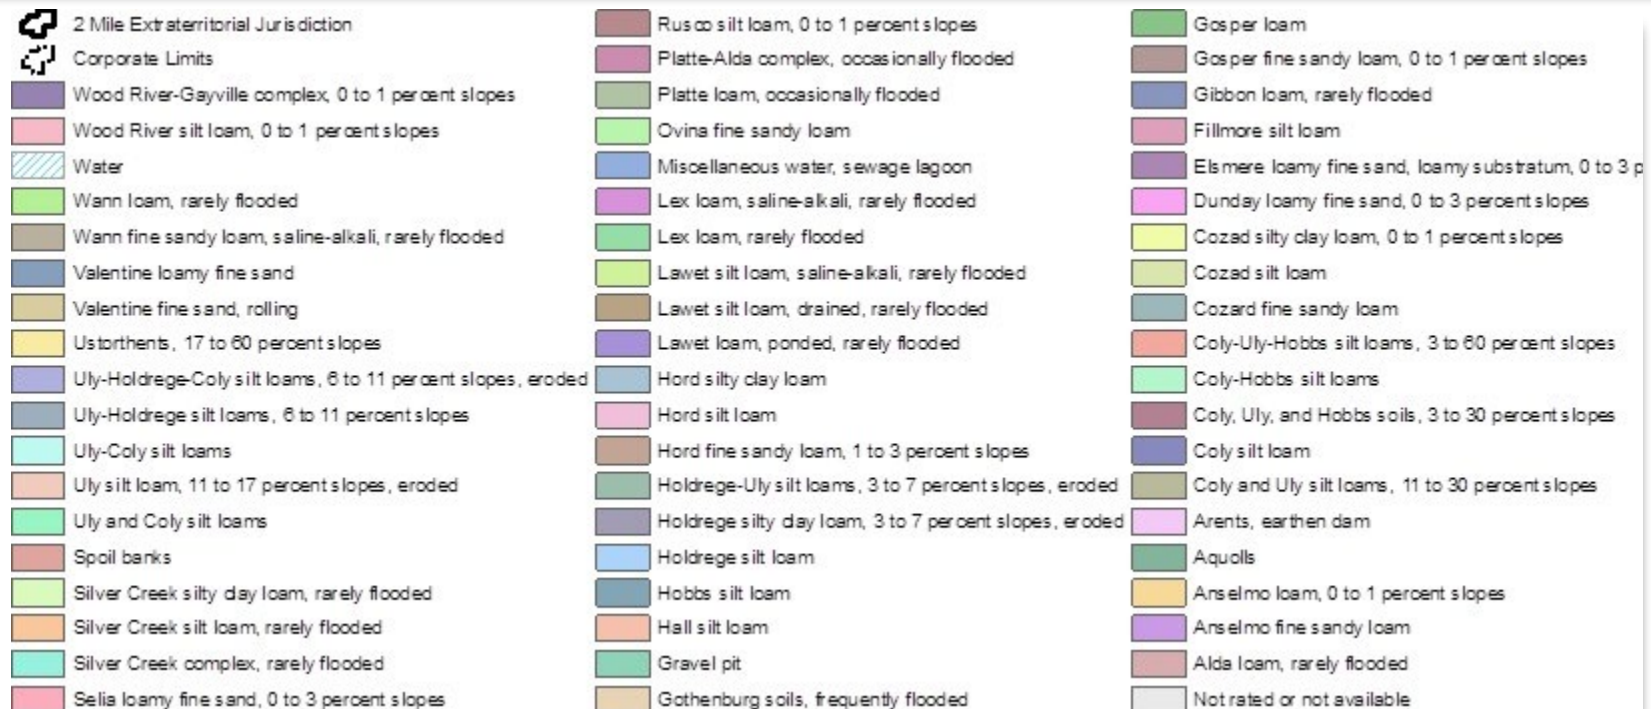 2 Mile Extraterritorial Jurisdiction
Corporate Limits
Wood River-Gayville complex, 0 to 1 percent slopes
Wood River silt loam, 0 to 1 percent slopes
Water
Wann loam, rarely flooded
Wann fine sandy loam, saline-alkali, rarely flooded
Valentine loamy fine sand
Valentine fine sand, rolling
Ustorthents, 17 to 60 percent slopes
Uly-Holdrege-Coly silt loams, 6 to 11 percent slopes, eroded
Uly-Holdrege silt loams, 6 to 11 percent slopes
Uly-Coly silt loams
Uly silt loam, 11 to 17 percent slopes, eroded
Uly and Coly silt loams
Spoil banks
Silver Creek silty clay loam, rarely flooded
Silver Creek silt loam, rarely flooded
Silver Creek complex, rarely flooded
Selia loamy fine sand, 0 to 3 percent slopes
Rusco silt loam, 0 to 1 percent slopes
Platte-Alda complex, occasionally flooded
Platte loam, occasionally flooded
Ovina fine sandy loam
Miscellaneous water, sewage lagoon
Lex loam, saline-alkali, rarely flooded
Lex loam, rarely flooded
Lawet silt loam, saline-alkali, rarely flooded
Lawet silt loam, drained, rarely flooded
Lawet loam, ponded, rarely flooded
Hord silty clay loam
Hord silt loam
Hord fine sandy loam, 1 to 3 percent slopes
Holdrege-Uly silt loams, 3 to 7 percent slopes, eroded
Holdrege silty clay loam, 3 to 7 percent slopes, eroded
Holdrege silt loam
Hobbs silt loam
Hall silt loam
Gravel pit
Gothenburg soils, frequently flooded
Gosper loam
Gosper fine sandy loam, 0 to 1 percent slopes
Gibbon loam, rarely flooded
Fillmore silt loam
Elsmere loamy fine sand, loamy substratum, 0 to 3 p
Dunday loamy fine sand, 0 to 3 percent slopes
Cozad silty clay loam, 0 to 1 percent slopes
Cozad silt loam
Cozard fine sandy loam
Coly-Uly-Hobbs silt loams, 3 to 60 percent slopes
Coly-Hobbs silt loams
Coly, Uly, and Hobbs soils, 3 to 30 percent slopes
Coly silt loam
Coly and Uly silt loams, 11 to 30 percent slopes
Arents, earthen dam
Aquolls
Anselmo loam, 0 to 1 percent slopes
Anselmo fine sandy loam
Alda loam, rarely flooded
Not rated or not available